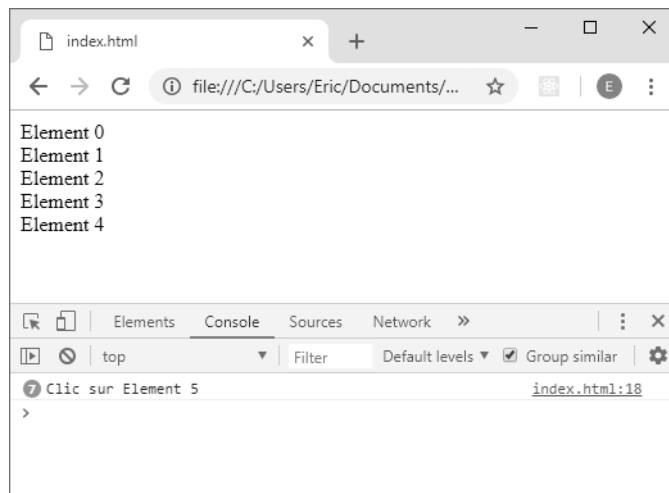 index.html
file:///C:/Users/Eric/Documents/...
E
Element 0
Element 1
Element 2
Element 3
Element 4
Elements Console Sources Network »
top Filter Default levels Group similar
7 Clic sur Element 5 index.html:18
>